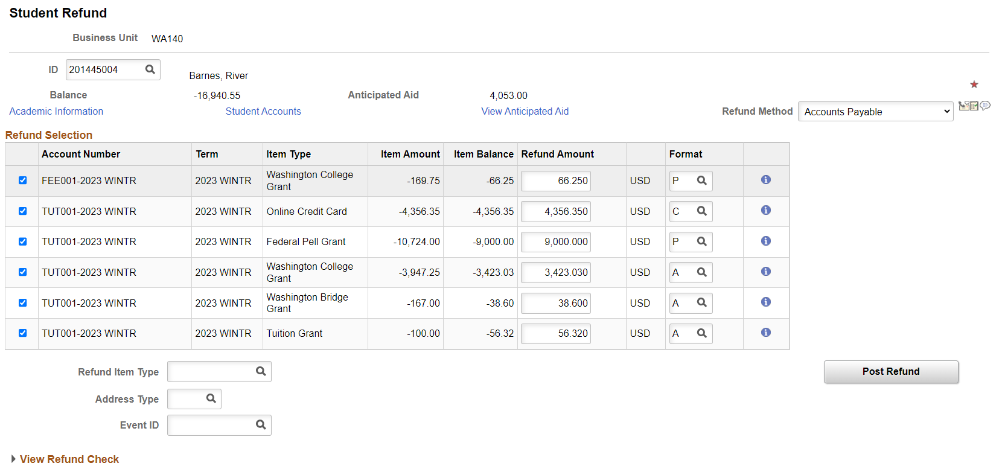 Student Refund
Business Unit WA140
ID 201445004
Barnes, River
Balance -16,940.55 Anticipated Aid 4,053.00
Academic Information Student Accounts View Anticipated Aid Refund Method Accounts Payable
Refund Selection
Account Number Term Item Type Item Amount Item Balance Refund Amount Format
FEE001-2023 WINTR 2023 WINTR Washington College Grant -169.75 -66.25 66.250 USD P
TUT001-2023 WINTR 2023 WINTR Online Credit Card -4,356.35 -4,356.35 4,356.350 USD C
TUT001-2023 WINTR 2023 WINTR Federal Pell Grant -10,724.00 -9,000.00 9,000.000 USD P
TUT001-2023 WINTR 2023 WINTR Washington College Grant -3,947.25 -3,423.03 3,423.030 USD A
TUT001-2023 WINTR 2023 WINTR Washington Bridge Grant -167.00 -38.60 38.600 USD A
TUT001-2023 WINTR 2023 WINTR Tuition Grant -100.00 -56.32 56.320 USD A
Refund Item Type Post Refund
Address Type
Event ID
View Refund Check